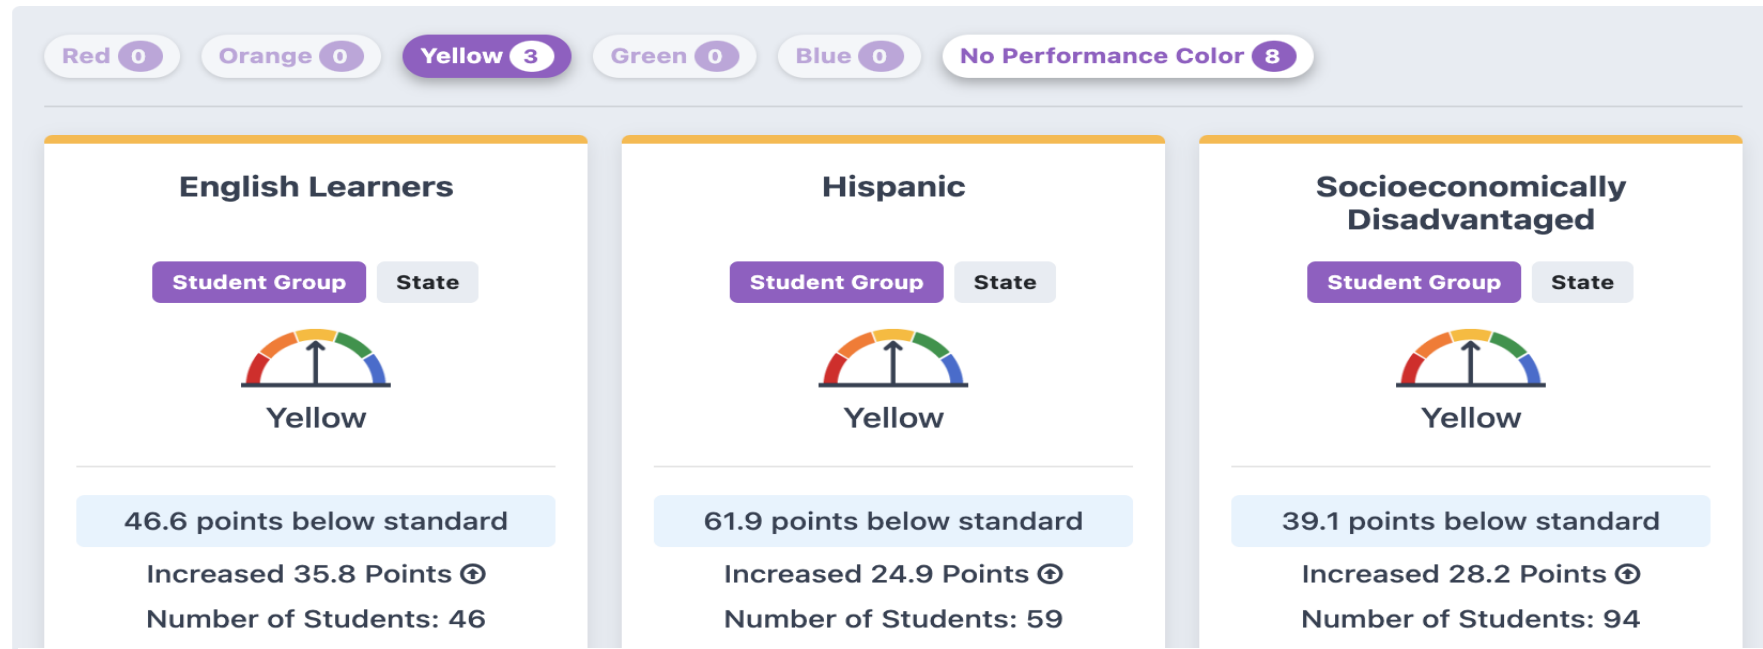 Red 0 Orange 0 Yellow 3 Green 0 Blue 0 No Performance Color 8
English Learners
Student Group State
Yellow
46.6 points below standard
Increased 35.8 Points
Number of Students: 46
Hispanic
Student Group State
Yellow
61.9 points below standard
Increased 24.9 Points
Number of Students: 59
Socioeconomically
Disadvantaged
Student Group State
Yellow
39.1 points below standard
Increased 28.2 Points
Number of Students: 94